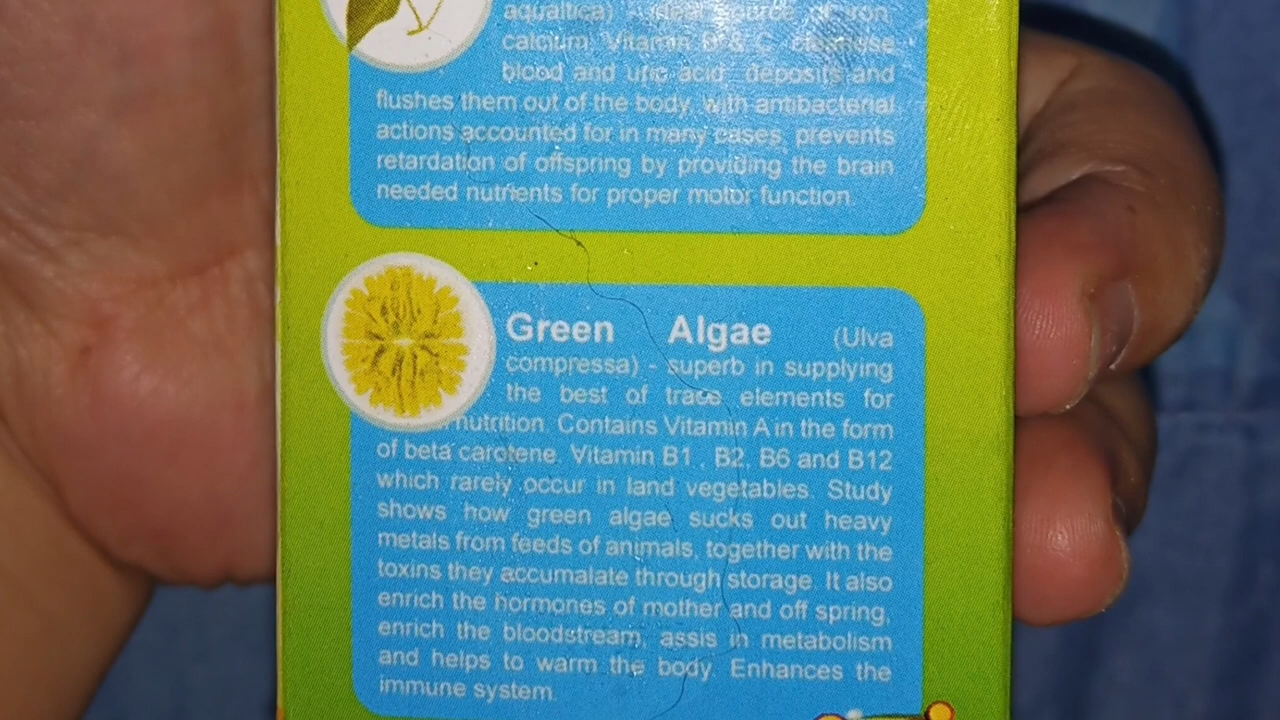 aqualtica) - ideal source of iron,
calcium, Vitamin B & C, cleanse
blood and uric acid, deposits and
flushes them out of the body, with antibacterial
actions accounted for in many cases, prevents
retardation of offspring by providing the brain
needed nutrients for proper motor function.
Green Algae (Ulva
compressa) - superb in supplying
the best of trace elements for
nutrition. Contains Vitamin A in the form
of beta carotene, Vitamin B1 , B2, B6 and B12
which rarely occur in land vegetables. Study
shows how green algae sucks out heavy
metals from feeds of animals, together with the
toxins they accumalate through storage. It also
enrich the hormones of mother and off spring,
enrich the bloodstream, assis in metabolism
and helps to warm the body. Enhances the
immune system.